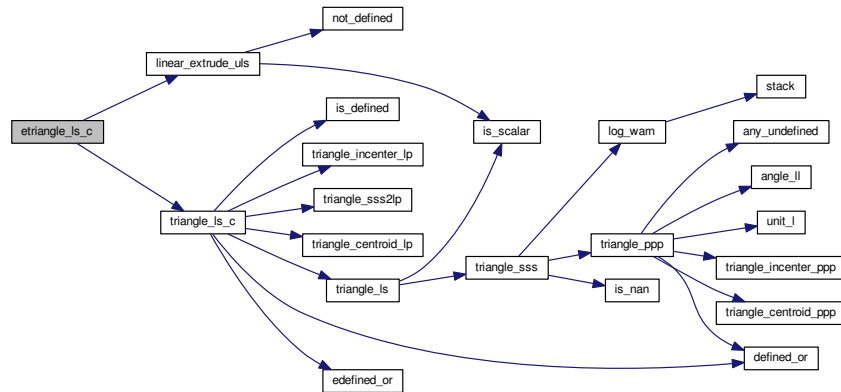 not_defined
linear_extrude_uls
stack
is_defined
etriangle_ls_c
is_scalar
log_warn
any_undefined
triangle_incenter_lp
angle_ll
triangle_sss2lp
triangle_ls_c
unit_l
triangle_centroid_lp
triangle_ppp
triangle_sss
triangle_incenter_ppp
triangle_ls
is_nan
triangle_centroid_ppp
defined_or
edefined_or